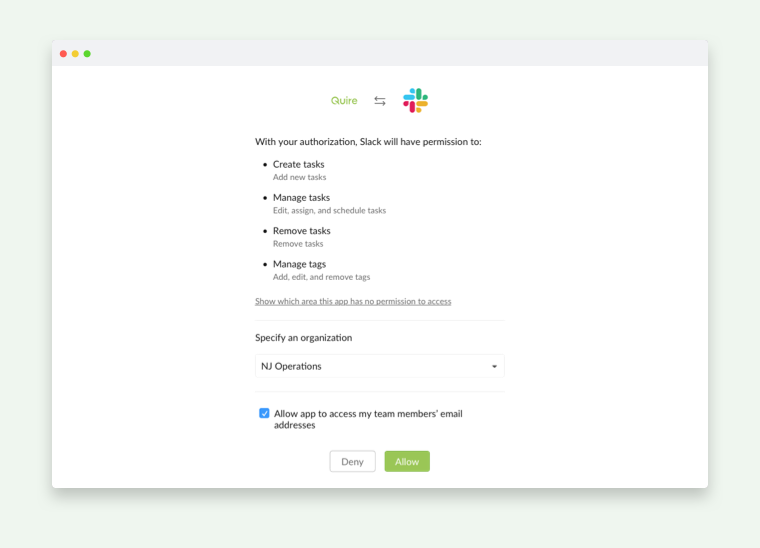 Quire
With your authorization, Slack will have permission to:
Create tasks
Add new tasks
Manage tasks
Edit, assign, and schedule tasks
Remove tasks
Remove tasks
Manage tags
Add, edit, and remove tags
Show which area this app has no permission to access
Specify an organization
NJ Operations
Allow app to access my team members' email
addresses
Deny
Allow